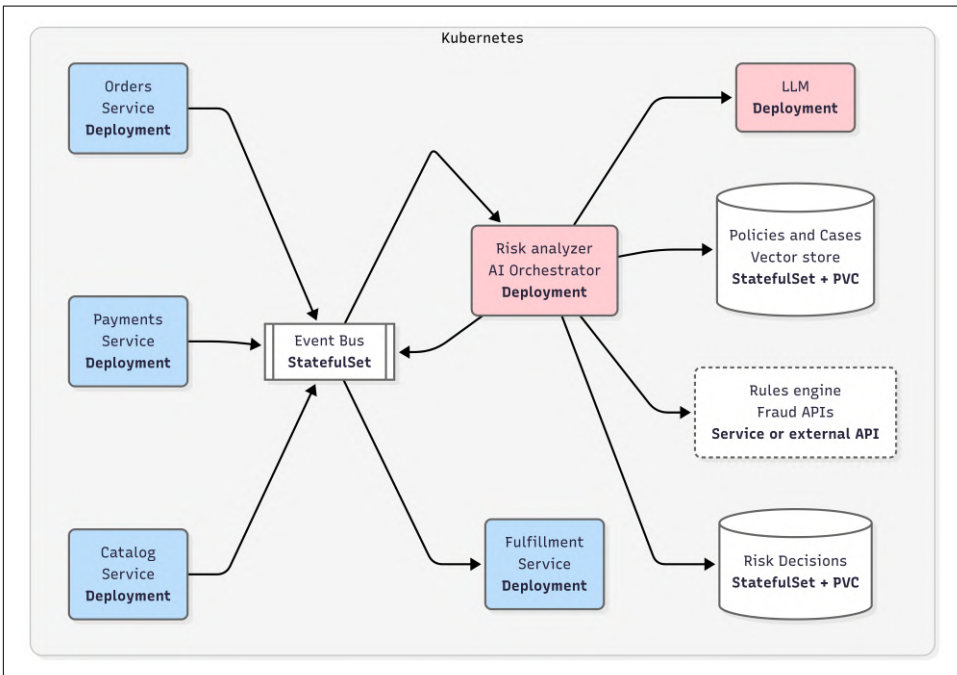 Kubernetes
Orders
Service
Deployment
LLM
Deployment
Policies and Cases
Vector store
StatefulSet + PVC
Risk analyzer
AI Orchestrator
Deployment
Payments
Service
Deployment
Event Bus
StatefulSet
Rules engine
Fraud APIs
Service or external API
Catalog
Service
Deployment
Fulfillment
Service
Deployment
Risk Decisions
StatefulSet + PVC